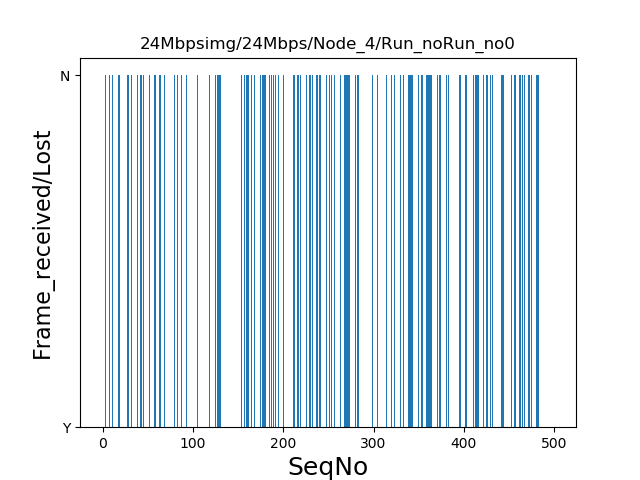 24Mbpsimg/24Mbps/Node_4/Run_noRun_no0
N
Frame_received/Lost
Y
0 100 200 300 400 500
SeqNo